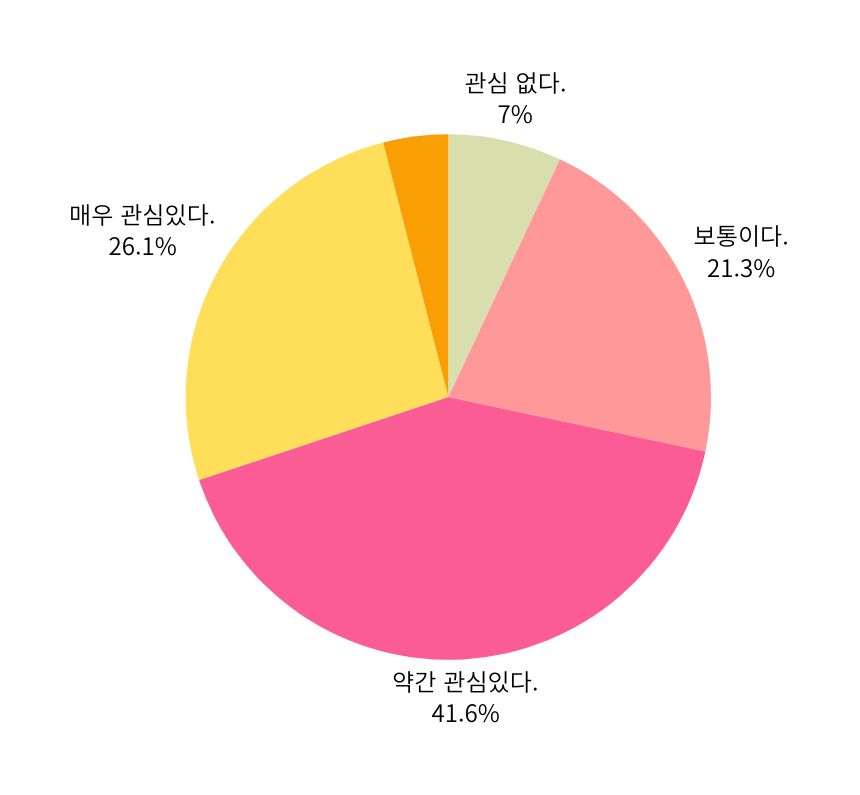 관심 없다.
7%
매우 관심있다.
26.1%
보통이다.
21.3%
약간 관심있다.
41.6%